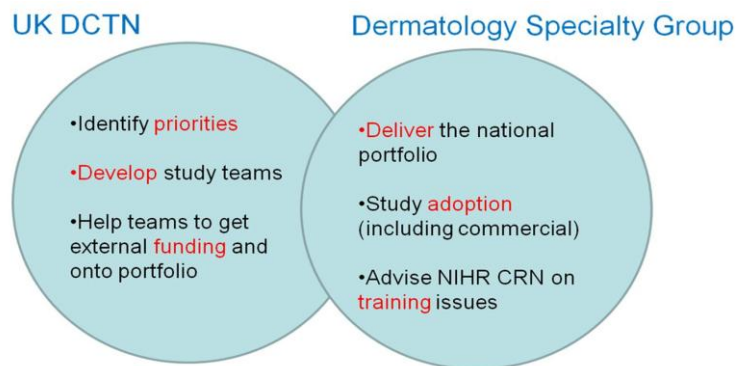 UK DCTN
Dermatology Specialty Group
•Identify priorities
•Develop study teams
•Help teams to get
external funding and
onto portfolio
•Deliver the national
portfolio
•Study adoption
(including commercial)
•Advise NIHR CRN on
training issues